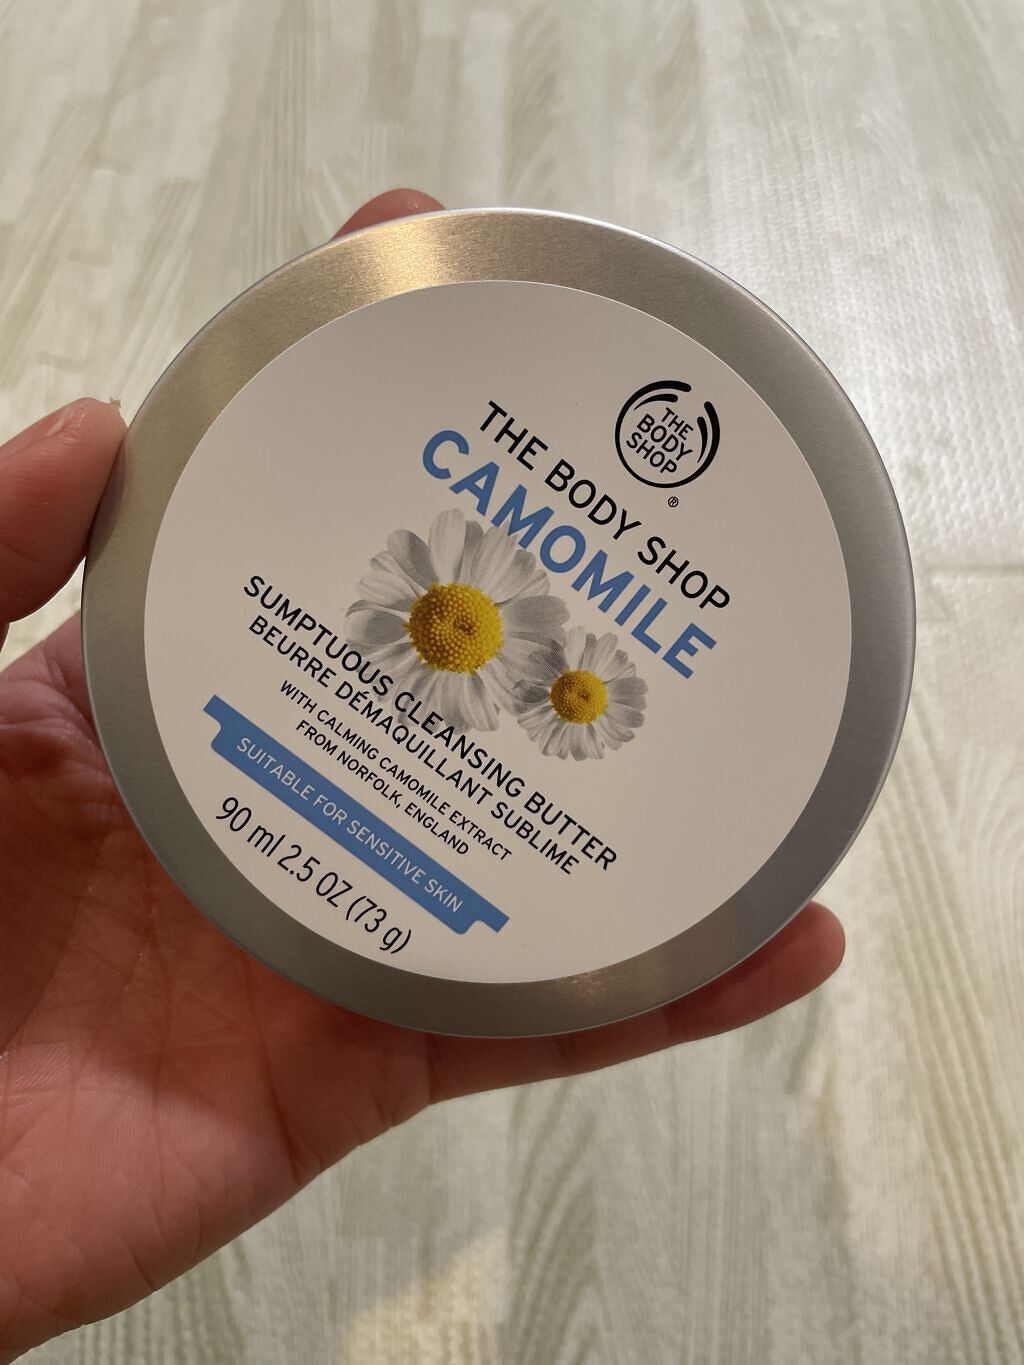 THE
BODY
SHOP
®
THE BODY SHOP
CAMOMILE
SUMPTUOUS CLEANSING BUTTER
BEURRE DÉMAQUILLANT SUBLIME
WITH CALMING CAMOMILE EXTRACT
FROM NORFOLK, ENGLAND
SUITABLE FOR SENSITIVE SKIN
90 ml 2.5 OZ (73 g)